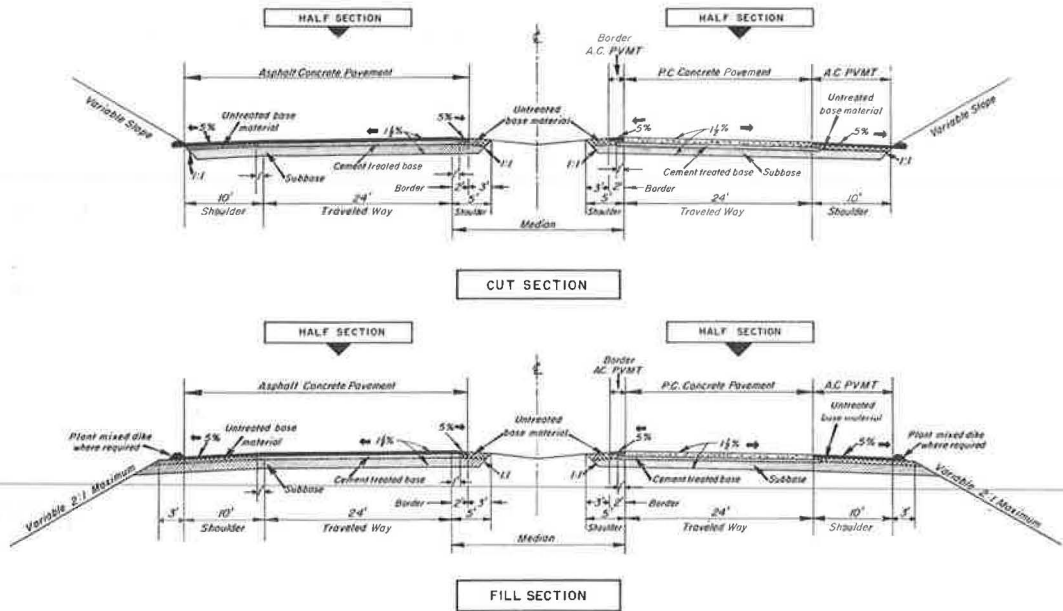 HALF SECTION
HALF SECTION
℄
Border
A.C. PVMT
Asphalt Concrete Pavement
P.C. Concrete Pavement
A.C. PVMT
Variable Slope
5%
Untreated base
material
1½%
5%
Untreated
base material
5%
1½%
Untreated
base material
5%
Variable Slope
1:1
1'
Subbase
Cement treated base
1'
1:1
1:1
1'
Cement treated base
Subbase
1:1
10'
Shoulder
24'
Traveled Way
Border
2'
3'
5'
Shoulder
3'
2'
Border
5'
Shoulder
24'
Traveled Way
10'
Shoulder
Median
CUT SECTION
HALF SECTION
HALF SECTION
℄
Border
AC. PVMT
Asphalt Concrete Pavement
P.C. Concrete Pavement
A.C. PVMT
Plant mixed dike
where required
5%
Untreated base
material
1½%
5%
Untreated
base material
5%
1½%
Untreated
base material
5%
Plant mixed dike
where required
Variable 2:1 Maximum
1'
Subbase
Cement treated base
1'
1:1
1:1
1'
Cement treated base
Subbase
Variable 2:1 Maximum
3'
10'
Shoulder
24'
Traveled Way
Border
2'
3'
5'
Shoulder
3'
2'
Border
5'
Shoulder
24'
Traveled Way
10'
Shoulder
3'
Median
FILL SECTION